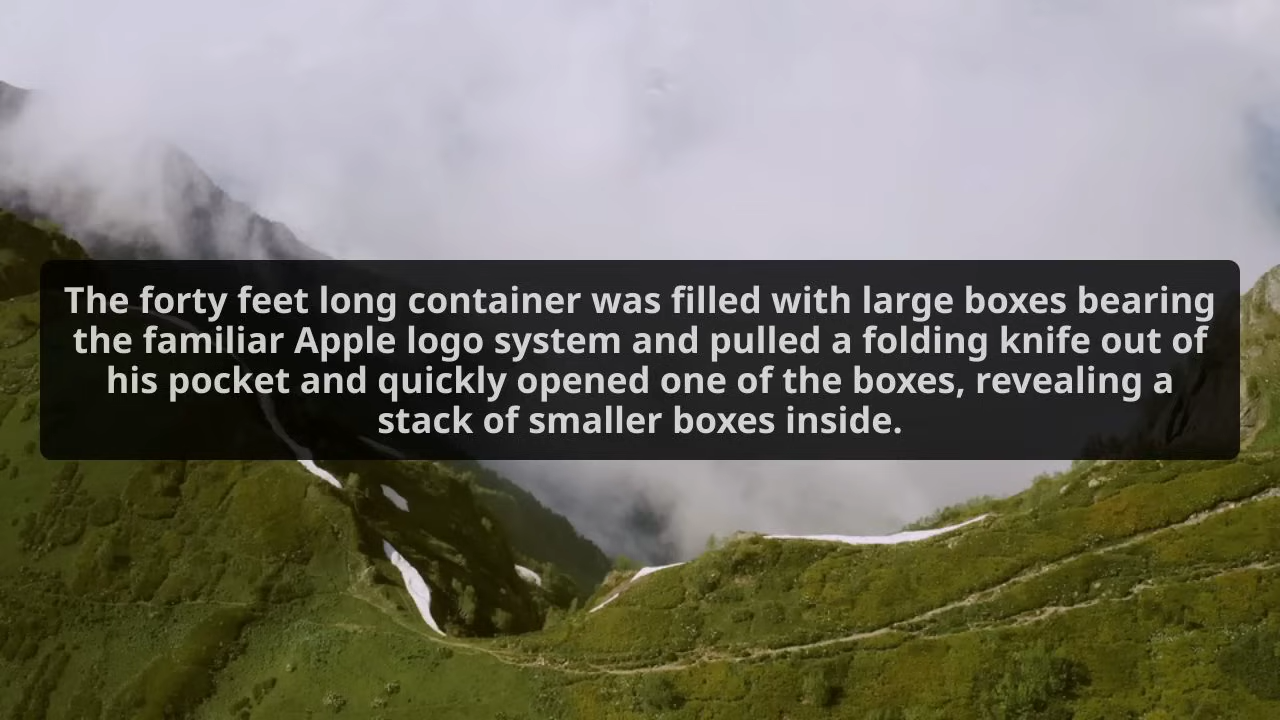 The forty feet long container was filled with large boxes bearing
the familiar Apple logo system and pulled a folding knife out of
his pocket and quickly opened one of the boxes, revealing a
stack of smaller boxes inside.